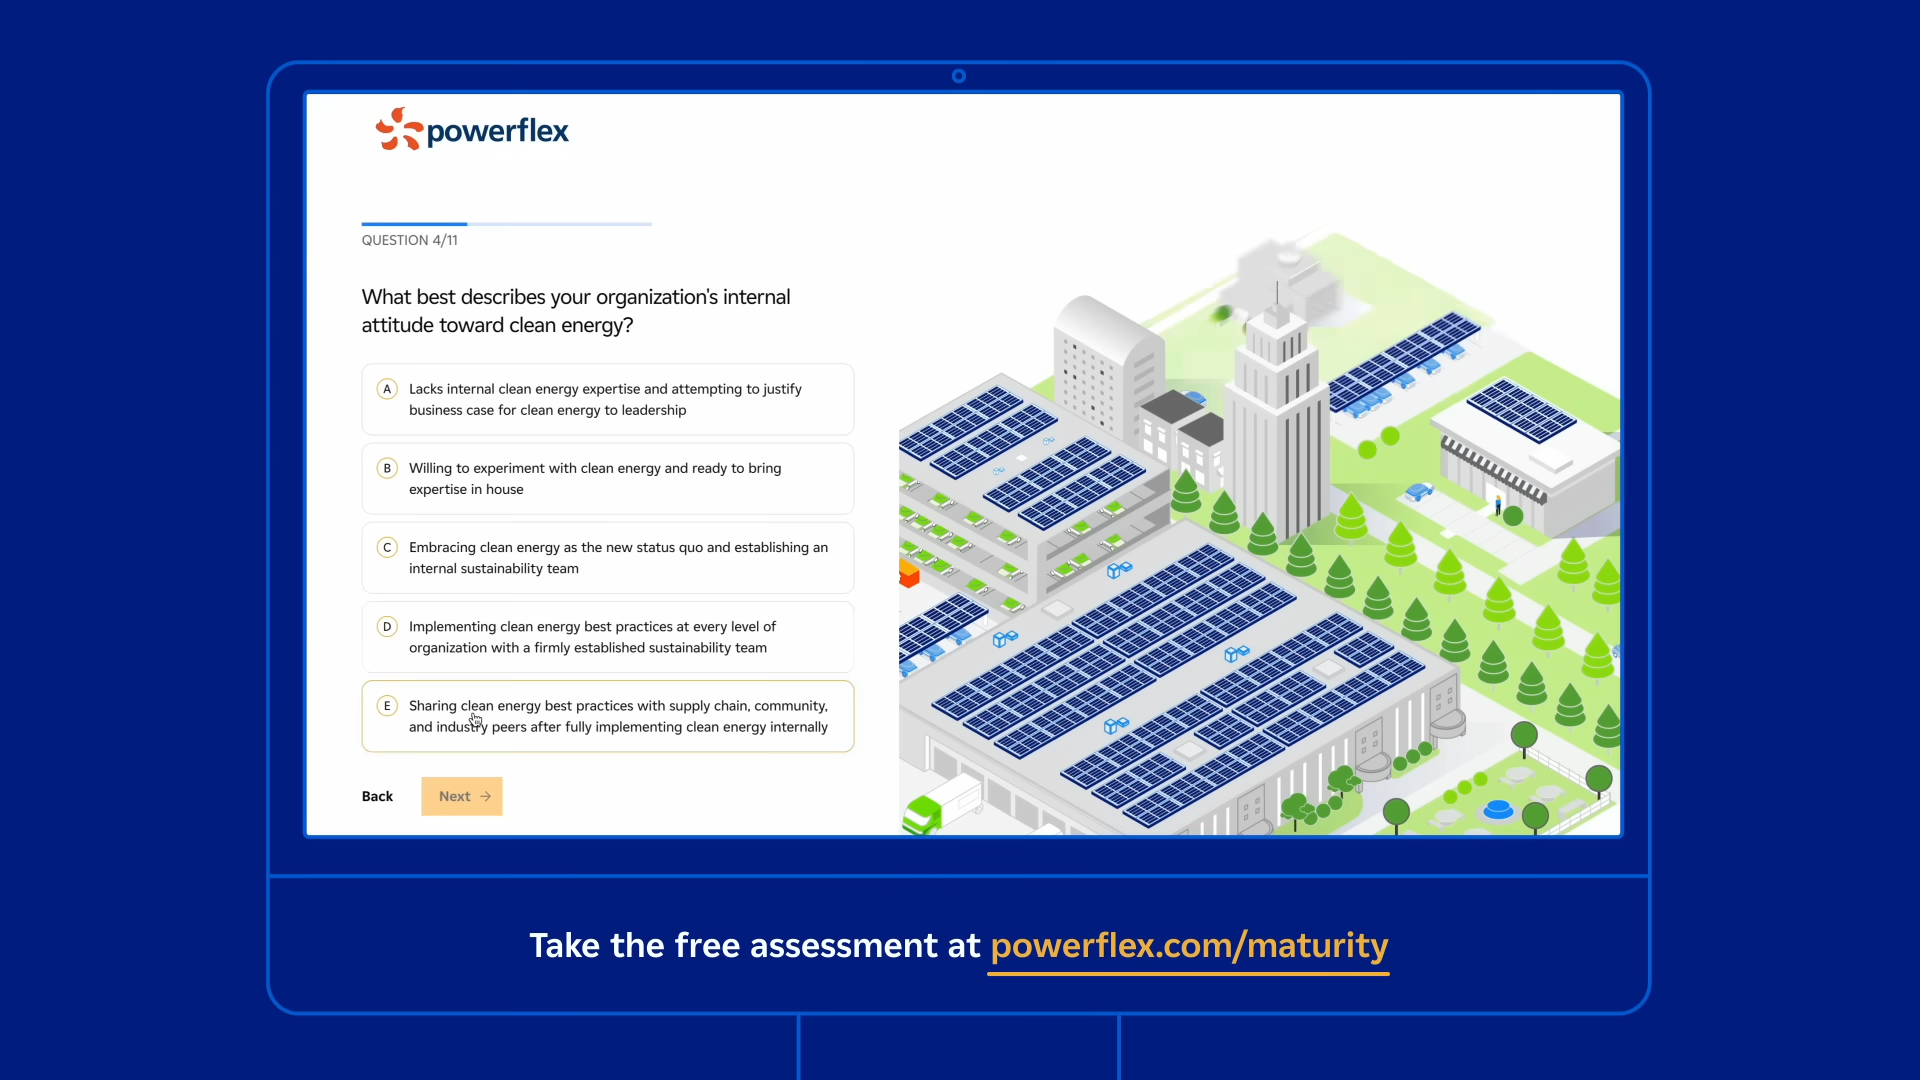 powerflex
QUESTION 4/11
What best describes your organization's internal
attitude toward clean energy?
A Lacks internal clean energy expertise and attempting to justify
business case for clean energy to leadership
B Willing to experiment with clean energy and ready to bring
expertise in house
C Embracing clean energy as the new status quo and establishing an
internal sustainability team
D Implementing clean energy best practices at every level of
organization with a firmly established sustainability team
E Sharing clean energy best practices with supply chain, community,
and industry peers after fully implementing clean energy internally
Back Next →
Take the free assessment at powerflex.com/maturity